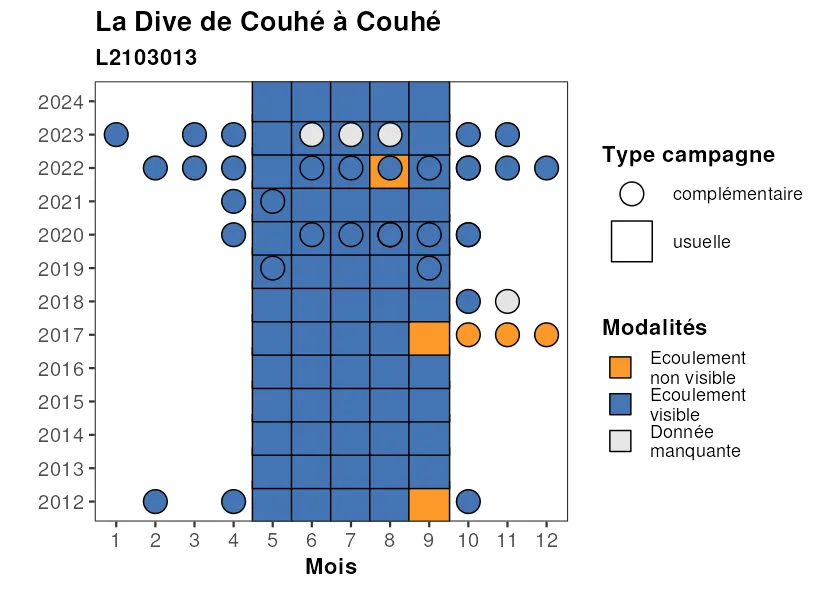 La Dive de Couhé à Couhé
L2103013
2024
2023
2022
2021
2020
2019
2018
2017
2016
2015
2014
2013
2012
1 2 3 4 5 6 7 8 9 10 11 12
Mois
Type campagne
complémentaire
usuelle
Modalités
Ecoulement
non visible
Ecoulement
visible
Donnée
manquante